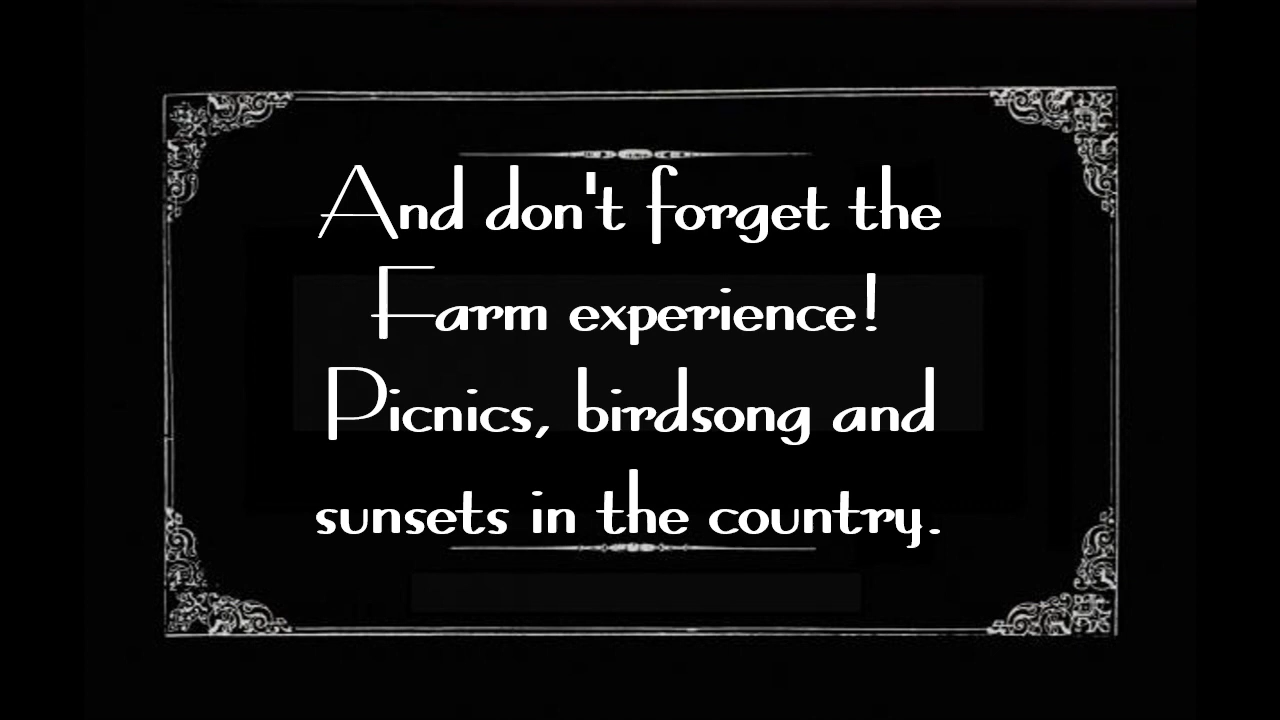 And don't forget the
Farm experience!
Picnics, birdsong and
sunsets in the country.